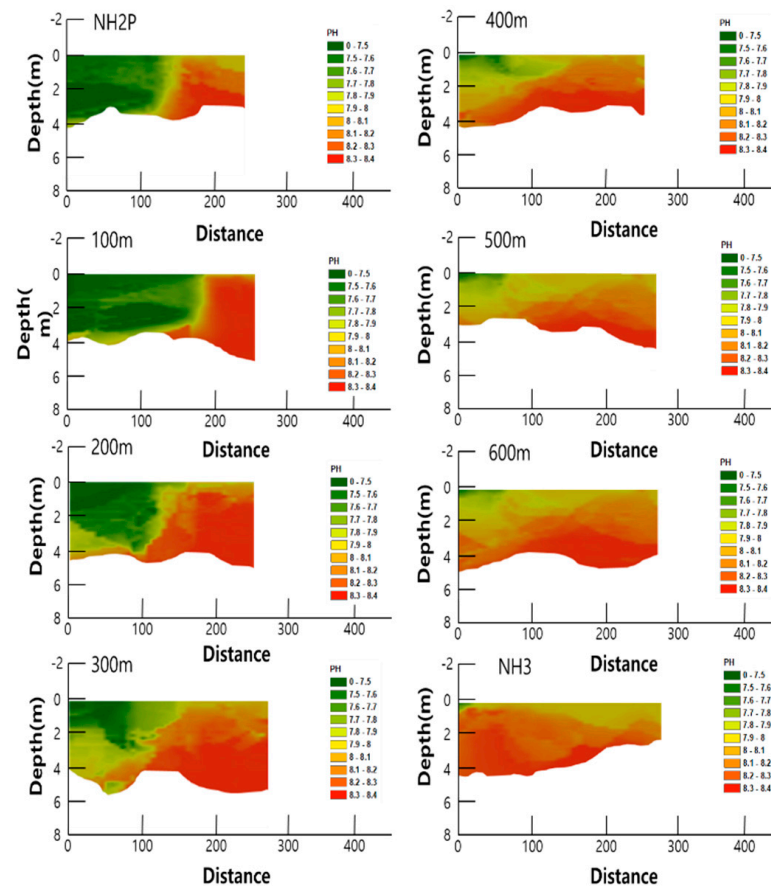 NH2P
-2
0
2
4
6
8
Depth(m)
0 100 200 300 400
Distance
PH
0 - 7.5
7.5 - 7.6
7.6 - 7.7
7.7 - 7.8
7.8 - 7.9
7.9 - 8
8 - 8.1
8.1 - 8.2
8.2 - 8.3
8.3 - 8.4
400m
-2
0
2
4
6
8
Depth(m)
0 100 200 300 400
Distance
PH
0 - 7.5
7.5 - 7.6
7.6 - 7.7
7.7 - 7.8
7.8 - 7.9
7.9 - 8
8 - 8.1
8.1 - 8.2
8.2 - 8.3
8.3 - 8.4
100m
-2
0
2
4
6
8
Depth(
m)
0 100 200 300 400
Distance
PH
0 - 7.5
7.5 - 7.6
7.6 - 7.7
7.7 - 7.8
7.8 - 7.9
7.9 - 8
8 - 8.1
8.1 - 8.2
8.2 - 8.3
8.3 - 8.4
500m
-2
0
2
4
6
8
Depth(m)
0 100 200 300 400
Distance
PH
0 - 7.5
7.5 - 7.6
7.6 - 7.7
7.7 - 7.8
7.8 - 7.9
7.9 - 8
8 - 8.1
8.1 - 8.2
8.2 - 8.3
8.3 - 8.4
200m
-2
0
2
4
6
8
Depth(m)
0 100 200 300 400
Distance
PH
0 - 7.5
7.5 - 7.6
7.6 - 7.7
7.7 - 7.8
7.8 - 7.9
7.9 - 8
8 - 8.1
8.1 - 8.2
8.2 - 8.3
8.3 - 8.4
600m
-2
0
2
4
6
8
Depth(m)
0 100 200 300 400
Distance
PH
0 - 7.5
7.5 - 7.6
7.6 - 7.7
7.7 - 7.8
7.8 - 7.9
7.9 - 8
8 - 8.1
8.1 - 8.2
8.2 - 8.3
8.3 - 8.4
300m
-2
0
2
4
6
8
Depth(m)
0 100 200 300 400
Distance
PH
0 - 7.5
7.5 - 7.6
7.6 - 7.7
7.7 - 7.8
7.8 - 7.9
7.9 - 8
8 - 8.1
8.1 - 8.2
8.2 - 8.3
8.3 - 8.4
NH3
-2
0
2
4
6
8
Depth(m)
0 100 200 300 400
Distance
PH
0 - 7.5
7.5 - 7.6
7.6 - 7.7
7.7 - 7.8
7.8 - 7.9
7.9 - 8
8 - 8.1
8.1 - 8.2
8.2 - 8.3
8.3 - 8.4